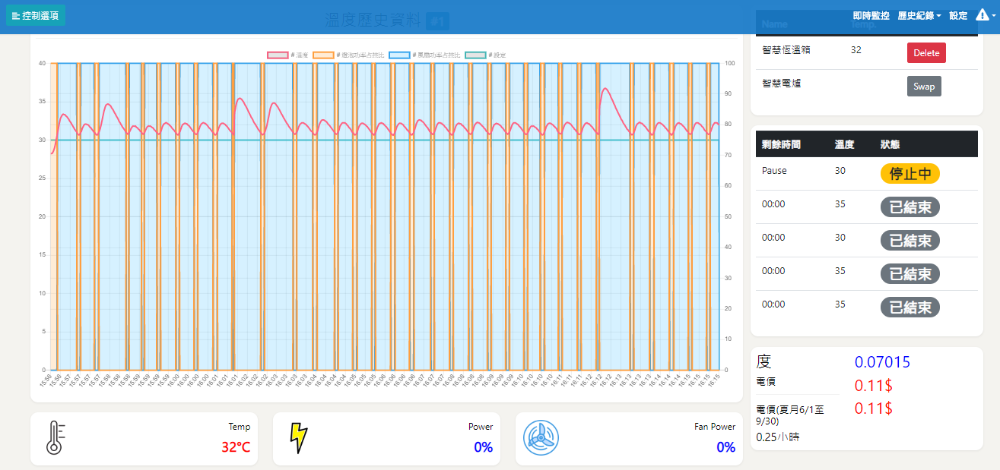 控制選項
即時監控 歷史紀錄 設定
溫度歷史資料 #1
# 溫度 # 燈泡功率占比 # 風扇功率占比 # 設定
40
35
30
25
20
15
10
5
0
100
90
80
70
60
50
40
30
20
10
0
15:56 15:56 15:57 15:57 15:57 15:58 15:58 15:58 15:59 15:59 15:59 15:59 16:00 16:00 16:00 16:01 16:01 16:01 16:02 16:02 16:02 16:03 16:03 16:03 16:04 16:04 16:04 16:04 16:05 16:05 16:05 16:06 16:06 16:06 16:06 16:07 16:07 16:07 16:08 16:08 16:08 16:08 16:09 16:09 16:09 16:10 16:10 16:10 16:11 16:11 16:11 16:12 16:12 16:12 16:13 16:13 16:13 16:14 16:14 16:14 16:15 16:15 16:15
Temp
32°C
Power
0%
Fan Power
0%
Name Temp.
智慧恆溫箱 32 Delete
智慧電爐 Swap
剩餘時間 溫度 狀態
Pause 30 停止中
00:00 35 已結束
00:00 30 已結束
00:00 35 已結束
00:00 35 已結束
度 0.07015
電價 0.11$
電價(夏月6/1至
9/30) 0.11$
0.25小時